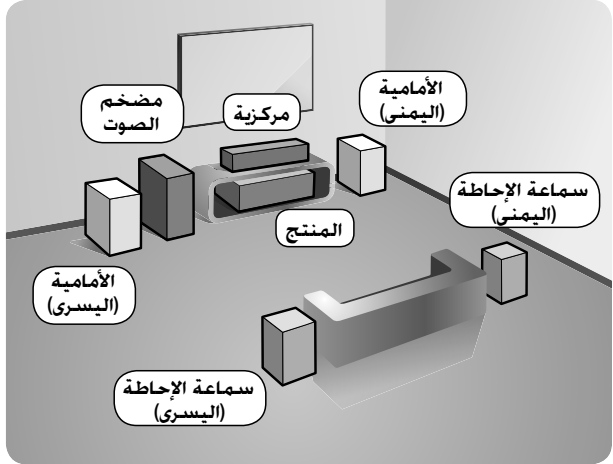 الأمامية
(اليمنى)
مركزية
مضخم
الصوت
سماعة الإحاطة
(اليمنى)
المنتج
الأمامية
(اليسرى)
سماعة الإحاطة
(اليسرى)